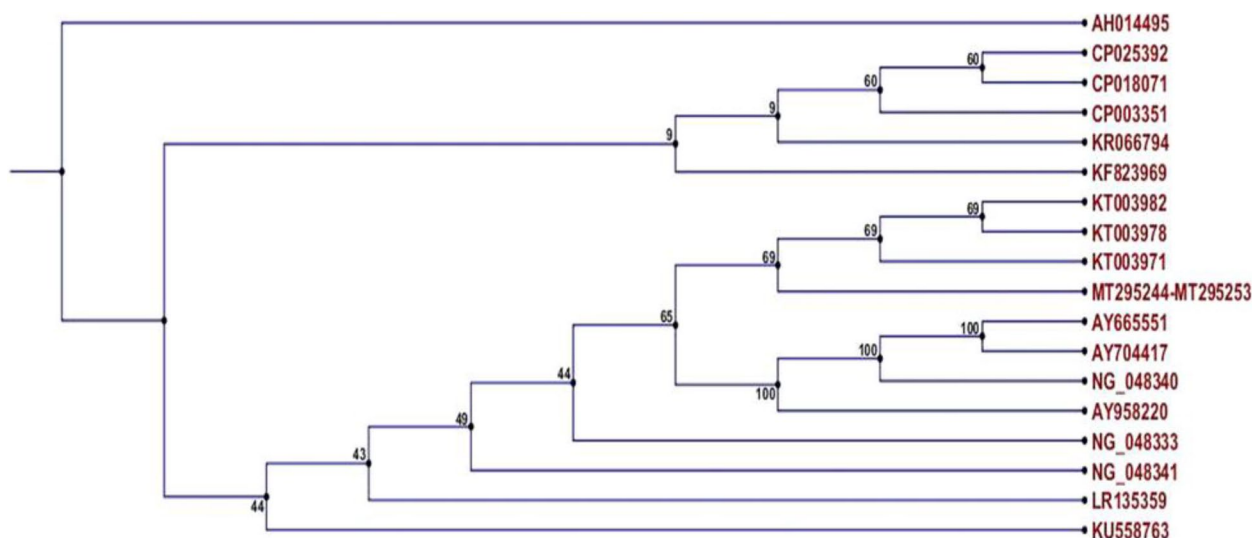 AH014495
60 CP025392
60 CP018071
9 CP003351
9 KR066794
KF823969
69 KT003982
69 KT003978
69 KT003971
MT295244-MT295253
65 AY665551
100 AY704417
100 NG_048340
44 100 AY958220
49 NG_048333
43 NG_048341
LR135359
44 KU558763